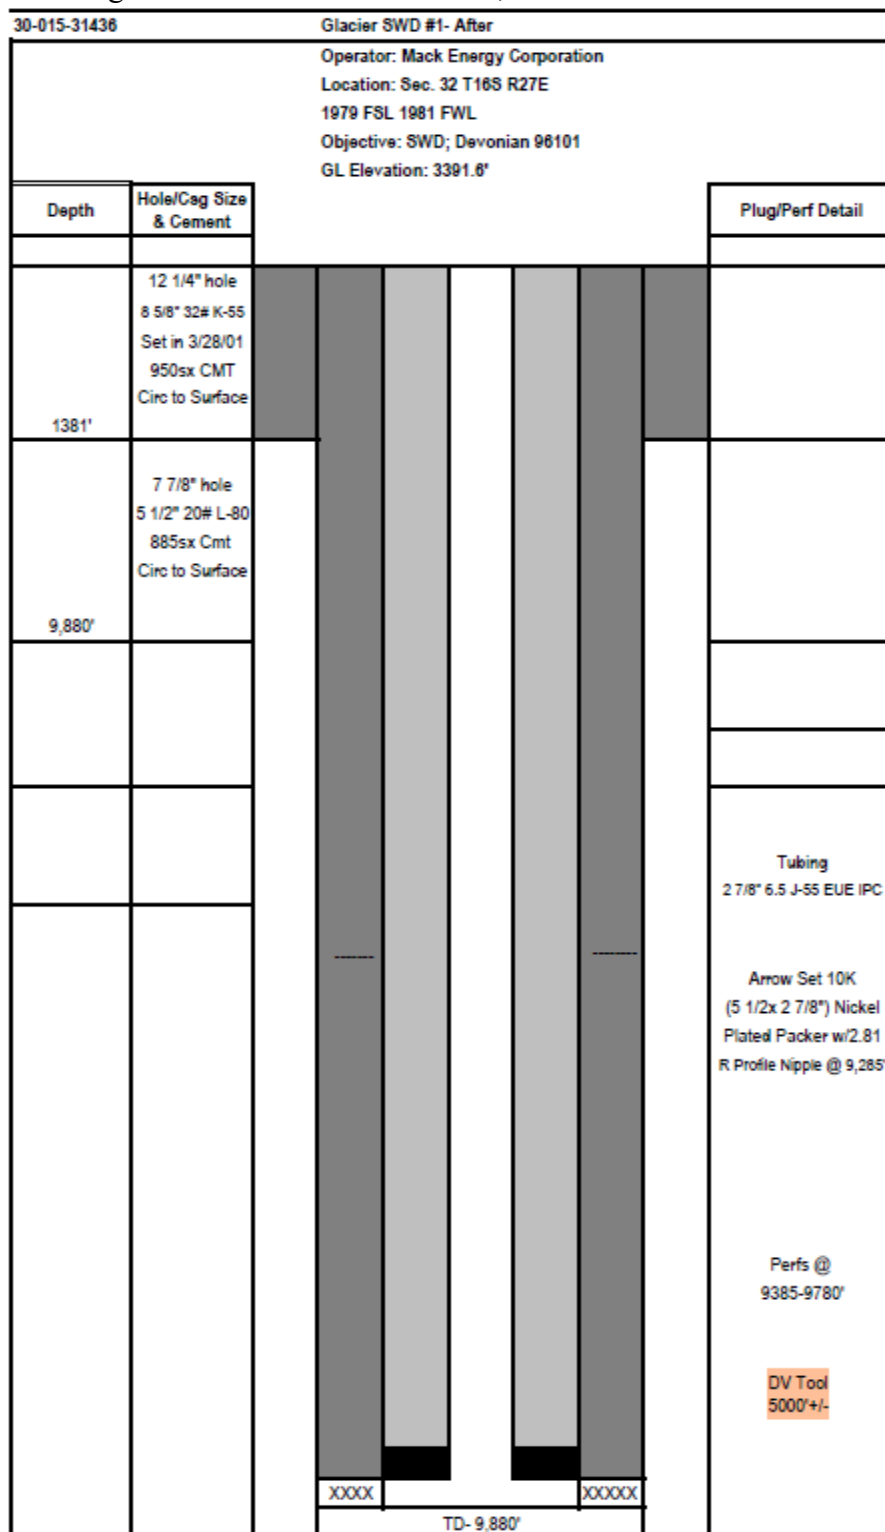 30-015-31436 Glacier SWD #1- After
Operator: Mack Energy Corporation
Location: Sec. 32 T16S R27E
1979 FSL 1981 FWL
Objective: SWD; Devonian 96101
GL Elevation: 3391.6'
Depth
Hole/Csg Size
& Cement
Plug/Perf Detail
12 1/4" hole
8 5/8" 32# K-55
Set in 3/28/01
950sx CMT
Circ to Surface
1381'
7 7/8" hole
5 1/2" 20# L-80
885sx Cmt
Circ to Surface
9,880'
Tubing
2 7/8" 6.5 J-55 EUE IPC
-------
--------
Arrow Set 10K
(5 1/2x 2 7/8") Nickel
Plated Packer w/2.81
R Profile Nipple @ 9,285'
Perfs @
9385-9780'
DV Tool
5000'+/-
XXXX XXXXX
TD- 9,880'